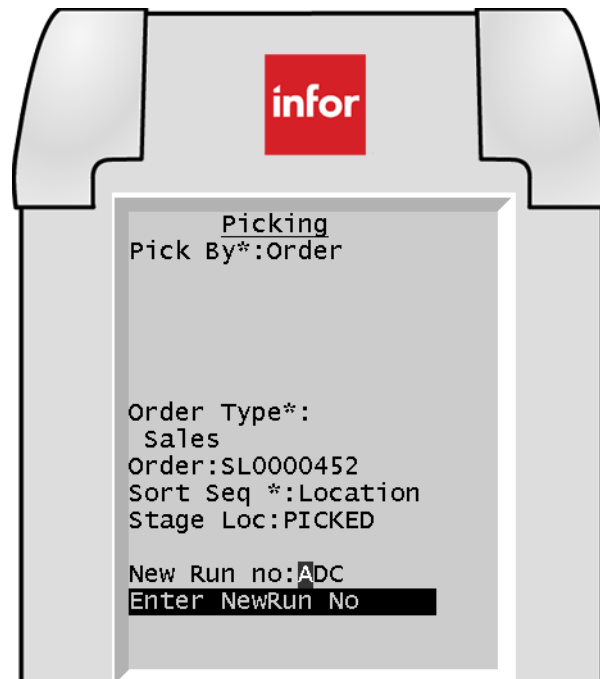 infor
Picking
Pick By*:Order
Order Type*:
Sales
Order:SL0000452
Sort Seq *:Location
Stage Loc:PICKED
New Run no:ADC
Enter NewRun No